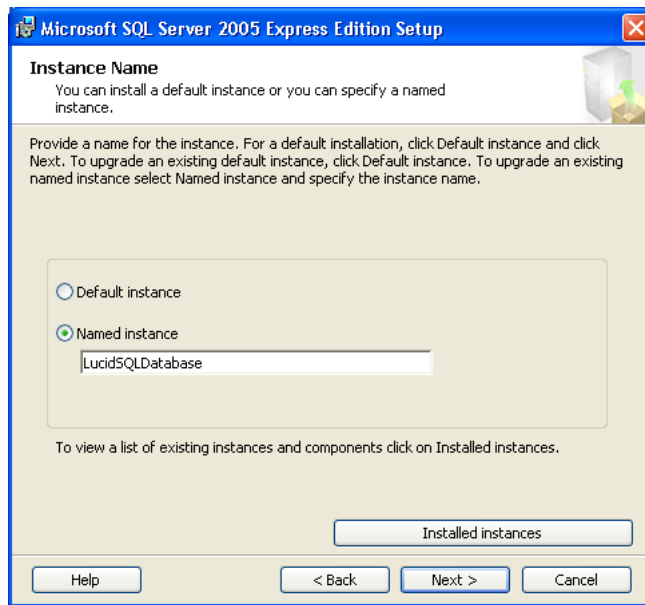 Microsoft SQL Server 2005 Express Edition Setup
Instance Name
You can install a default instance or you can specify a named
instance.
Provide a name for the instance. For a default installation, click Default instance and click
Next. To upgrade an existing default instance, click Default instance. To upgrade an existing
named instance select Named instance and specify the instance name.
Default instance
Named instance
LucidSQLDatabase
To view a list of existing instances and components click on Installed instances.
Installed instances
Help
< Back
Next >
Cancel